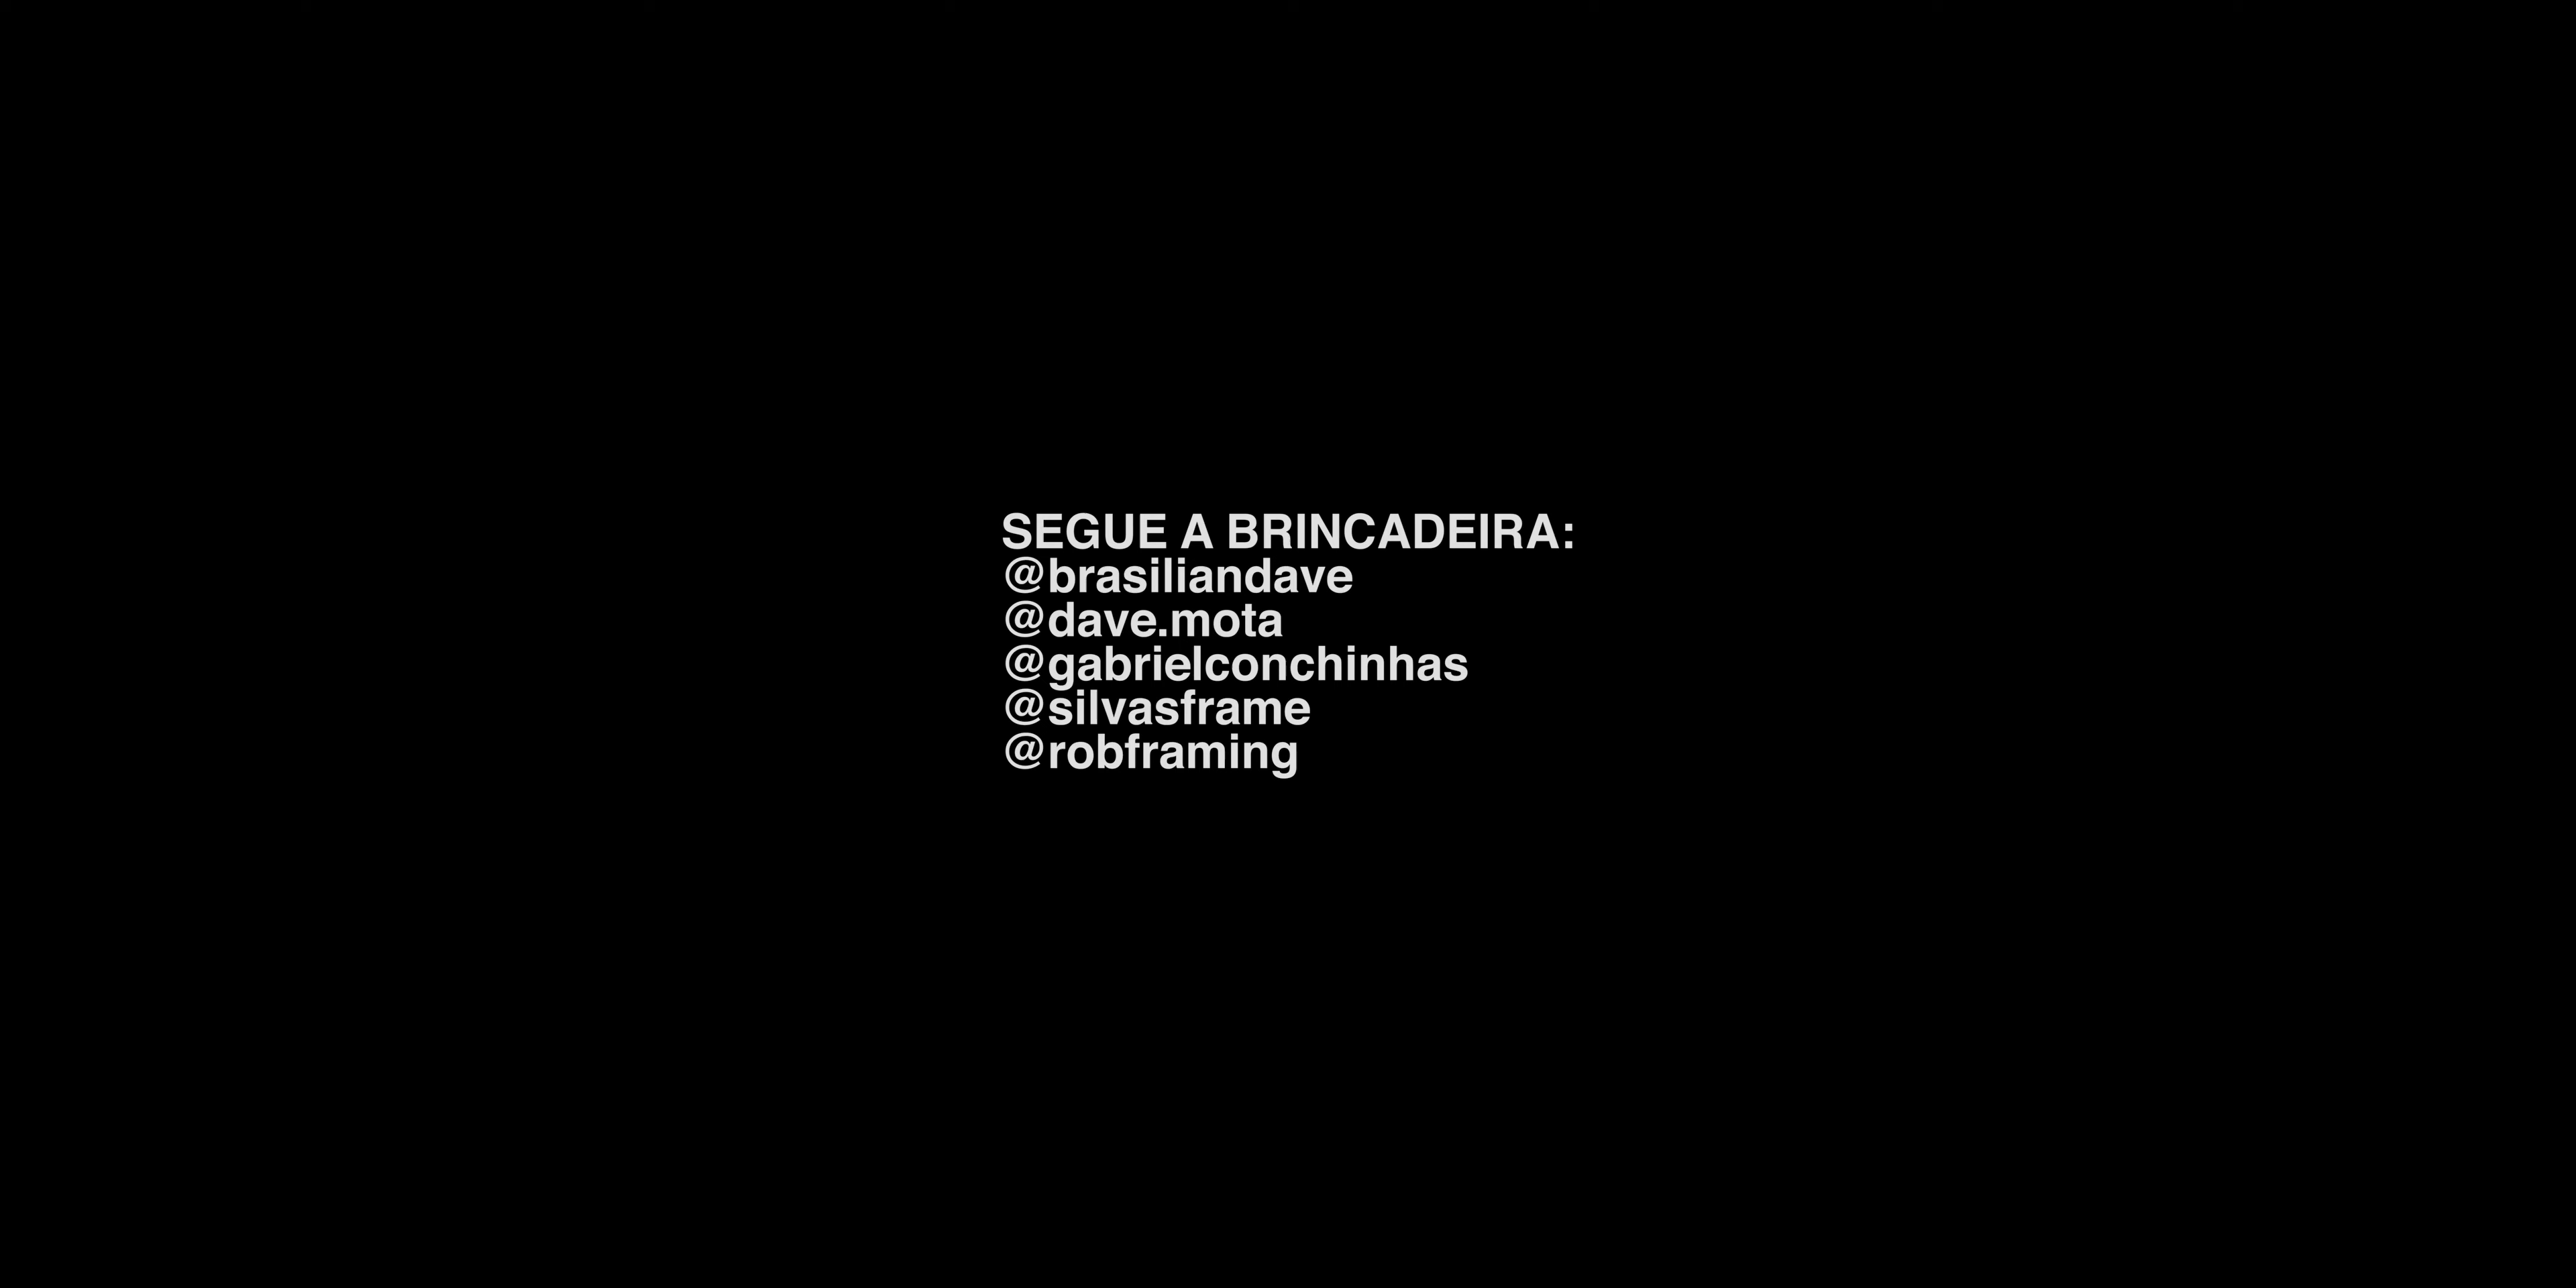 SEGUE A BRINCADEIRA:
@brasiliandave
@dave.mota
@gabrielconchinhas
@silvasframe
@robframing